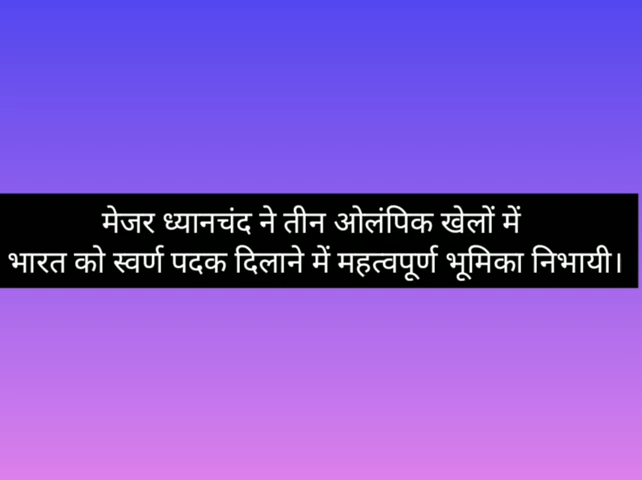 मेजर ध्यानचंद ने तीन ओलंपिक खेलों में
भारत को स्वर्ण पदक दिलाने में महत्वपूर्ण भूमिका निभायी।